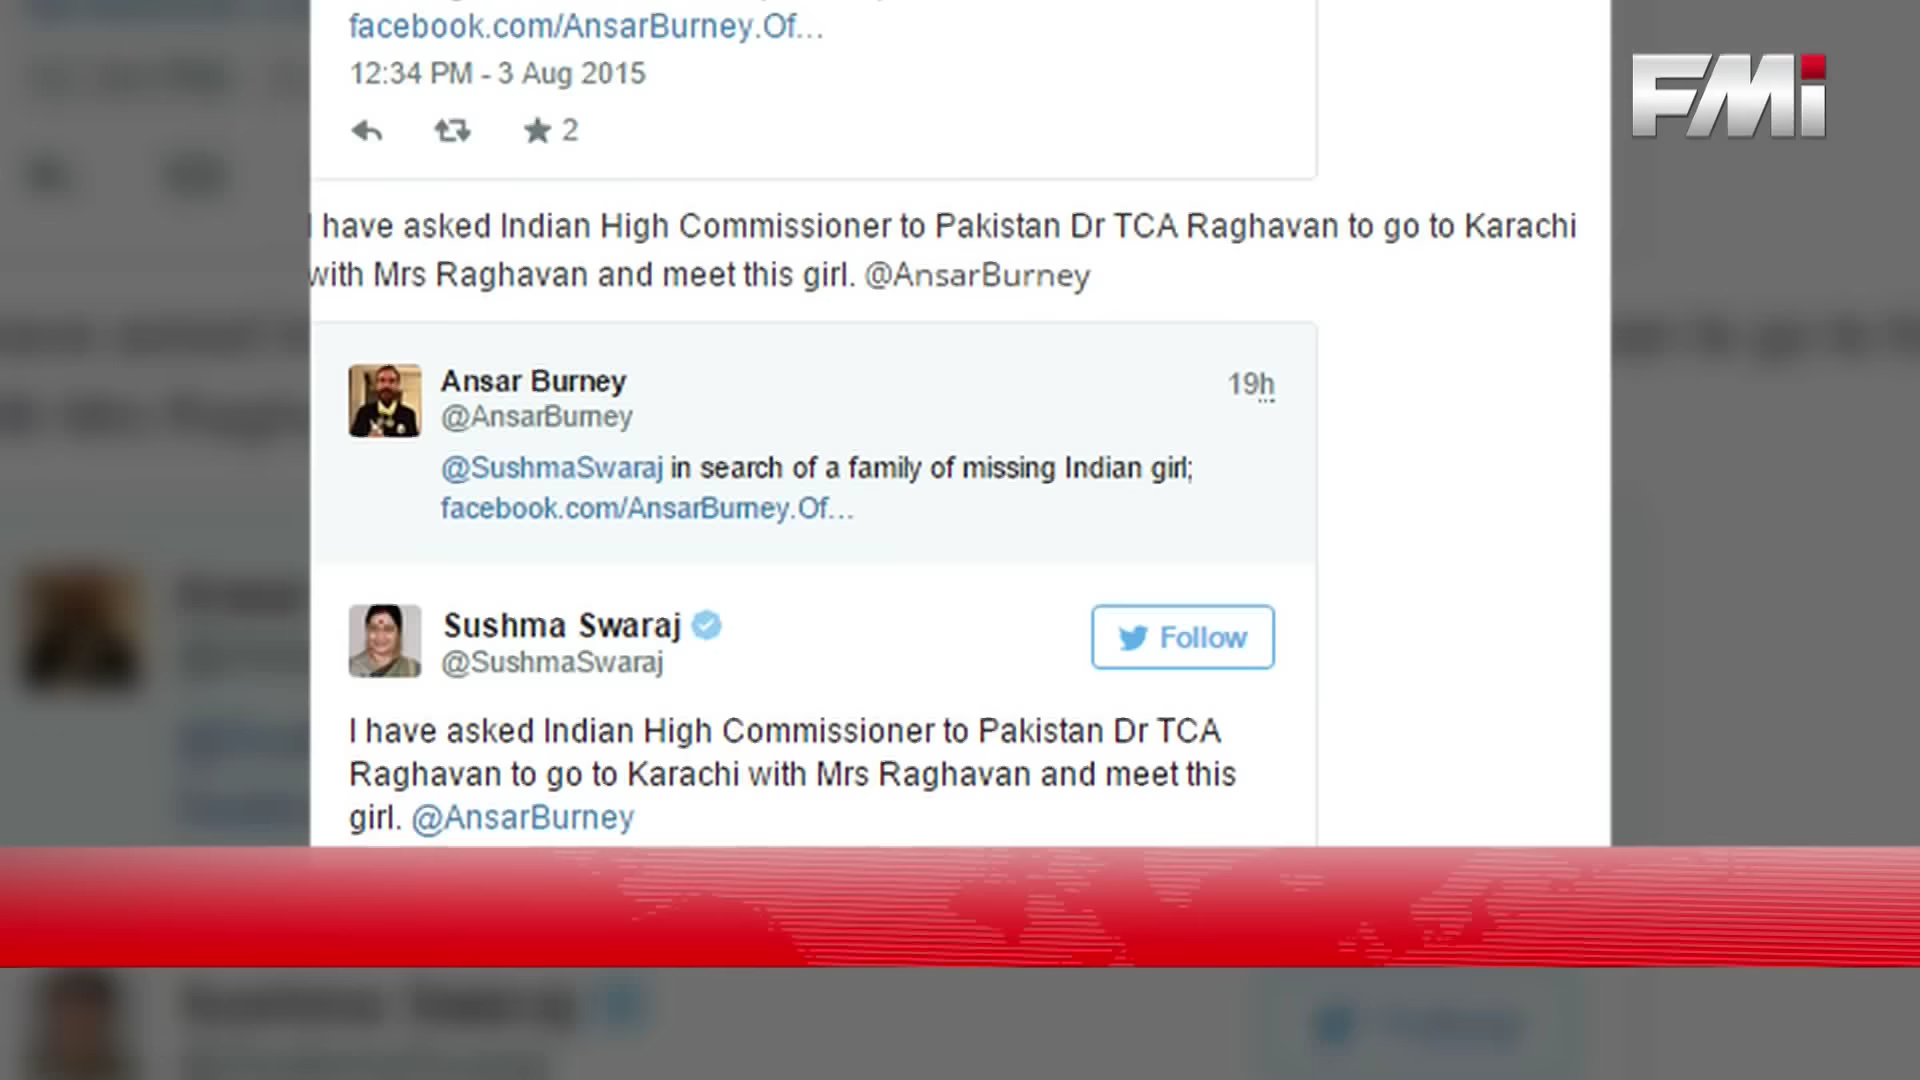 facebook.com/AnsarBurney.Of...
12:34 PM - 3 Aug 2015
2
FMi
I have asked Indian High Commissioner to Pakistan Dr TCA Raghavan to go to Karachi
with Mrs Raghavan and meet this girl. @AnsarBurney
Ansar Burney
19h
@AnsarBurney
@SushmaSwaraj in search of a family of missing Indian girl;
facebook.com/AnsarBurney.Of...
Sushma Swaraj
@SushmaSwaraj
Follow
I have asked Indian High Commissioner to Pakistan Dr TCA
Raghavan to go to Karachi with Mrs Raghavan and meet this
girl. @AnsarBurney